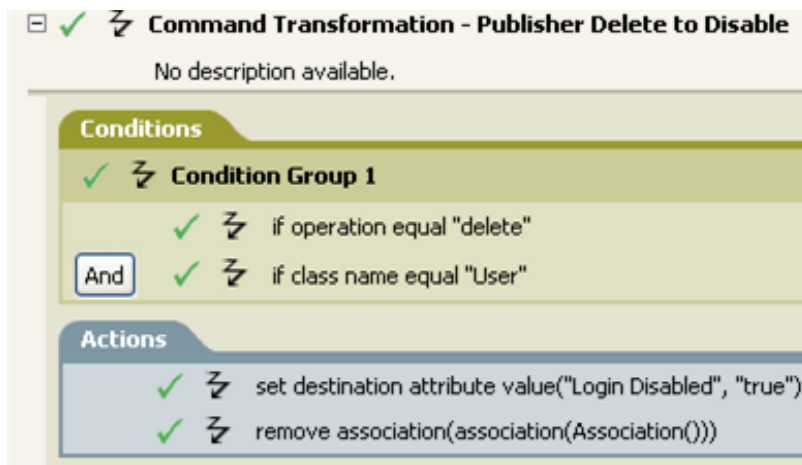 Command Transformation - Publisher Delete to Disable
No description available.
Conditions
Condition Group 1
if operation equal "delete"
And if class name equal "User"
Actions
set destination attribute value("Login Disabled", "true")
remove association(association(Association()))